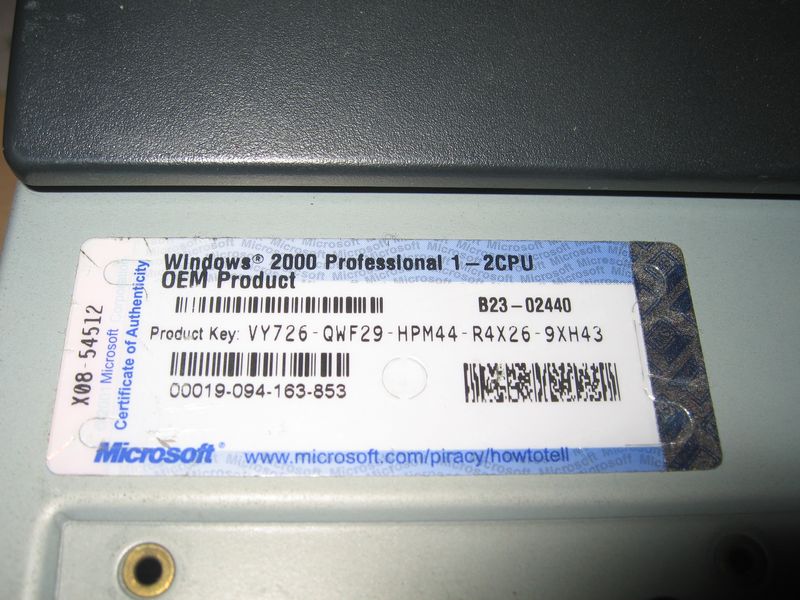 Windows® 2000 Professional 1-2CPU
OEM Product
B23-02440
Product Key: VY726-QWF29-HPM44-R4X26-9XH43
00019-094-163-853
X08-54512
Microsoft Corporation
Certificate of Authenticity
Microsoft®
www.microsoft.com/piracy/howtotell